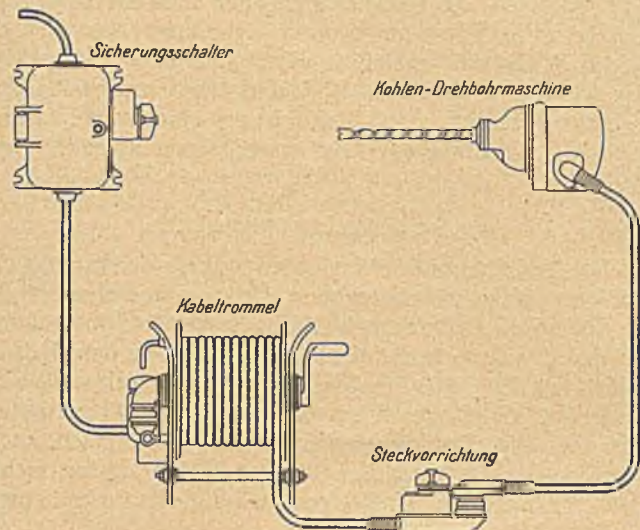 Sicherungsschalter
Kohlen-Drehbohrmaschine
Kabeltrommel
Steckvorrichtung